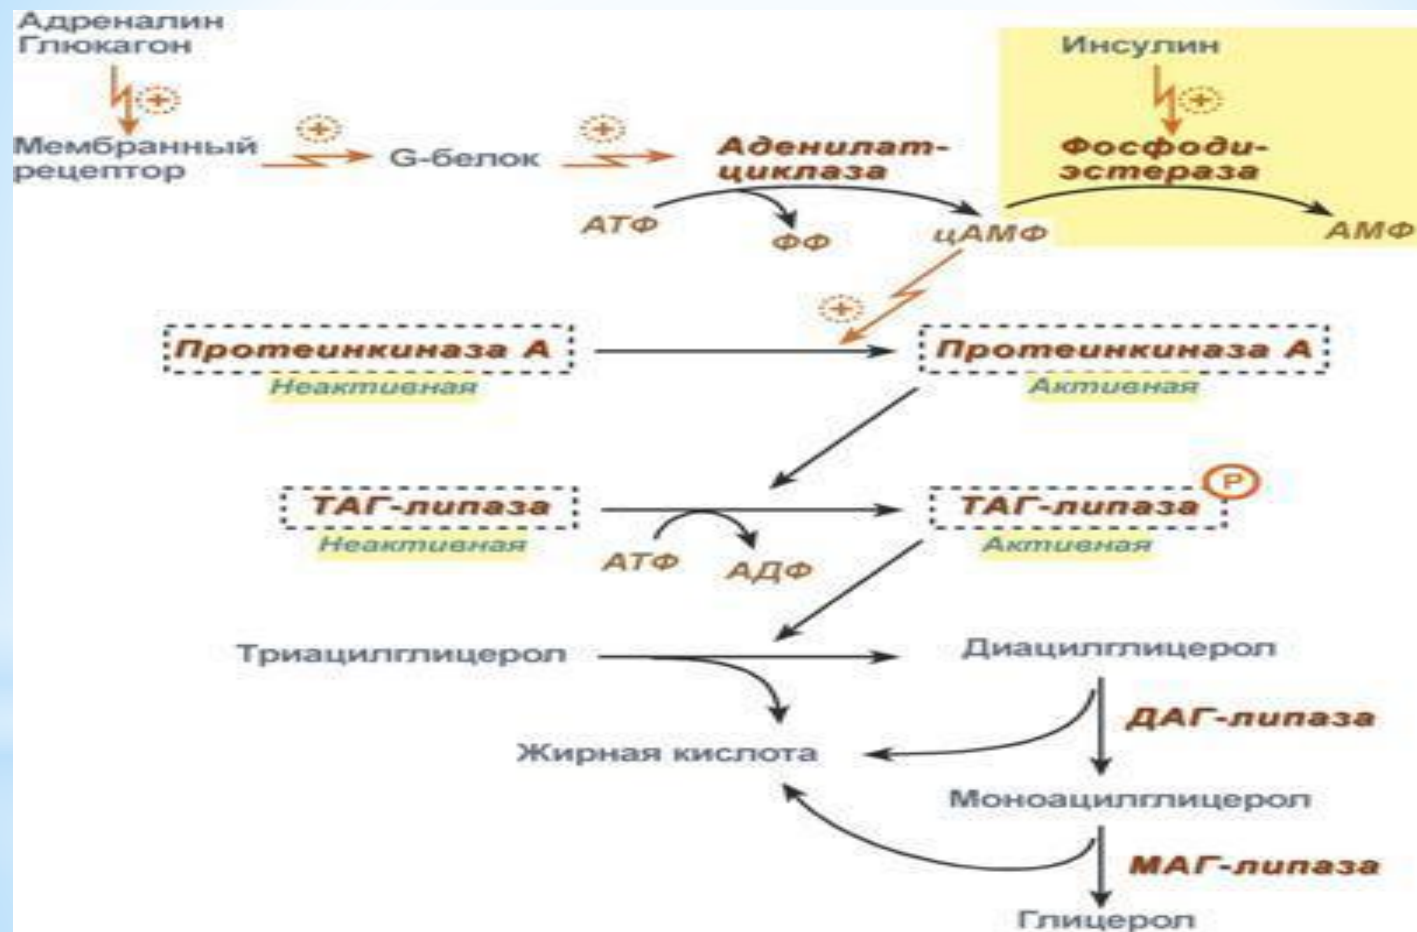 Адреналин
Глюкагон
Инсулин
Мембранный
рецептор
G-белок
Аденилат-
циклаза
Фосфоди-
эстераза
АТФ
ФФ
цАМФ
АМФ
Протеинкиназа А
Неактивная
Протеинкиназа А
Активная
ТАГ-липаза
Неактивная
АТФ
АДФ
ТАГ-липаза
P
Активная
Триацилглицерол
Диацилглицерол
ДАГ-липаза
Жирная кислота
Моноацилглицерол
МАГ-липаза
Глицерол